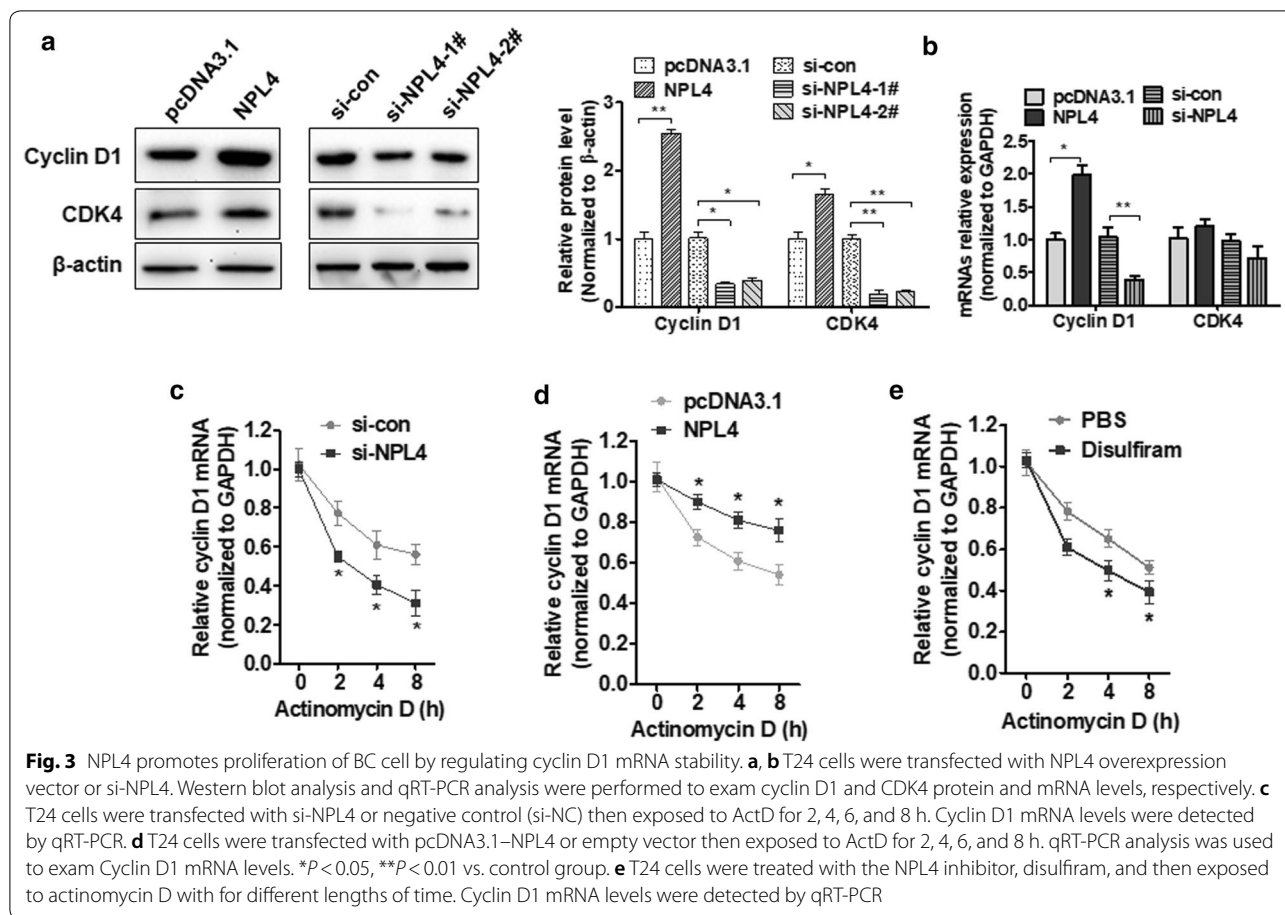 a
pcDNA3.1
NPL4
si-con
si-NPL4-1#
si-NPL4-2#
Cyclin D1
CDK4
β-actin
pcDNA3.1
NPL4
si-con
si-NPL4-1#
si-NPL4-2#
Relative protein level
(Normalized to β-actin)
3
2
1
0
**
*
*
*
**
**
Cyclin D1
CDK4
b
pcDNA3.1
NPL4
si-con
si-NPL4
mRNAs relative expression
(normalized to GAPDH)
2.5
2.0
1.5
1.0
0.5
0.0
*
**
Cyclin D1
CDK4
c
si-con
si-NPL4
Relative cyclin D1 mRNA
(normalized to GAPDH)
1.2
1.0
0.8
0.6
0.4
0.2
0.0
*
*
*
0
2
4
8
Actinomycin D (h)
d
pcDNA3.1
NPL4
Relative cyclin D1 mRNA
(normalized to GAPDH)
1.2
1.0
0.8
0.6
0.4
0.2
0.0
*
*
*
0
2
4
8
Actinomycin D (h)
e
PBS
Disulfiram
Relative cyclin D1 mRNA
(normalized to GAPDH)
1.2
1.0
0.8
0.6
0.4
0.2
0.0
*
*
0
2
4
8
Actinomycin D (h)
Fig. 3 NPL4 promotes proliferation of BC cell by regulating cyclin D1 mRNA stability. a, b T24 cells were transfected with NPL4 overexpression
vector or si-NPL4. Western blot analysis and qRT-PCR analysis were performed to exam cyclin D1 and CDK4 protein and mRNA levels, respectively. c
T24 cells were transfected with si-NPL4 or negative control (si-NC) then exposed to ActD for 2, 4, 6, and 8 h. Cyclin D1 mRNA levels were detected
by qRT-PCR. d T24 cells were transfected with pcDNA3.1–NPL4 or empty vector then exposed to ActD for 2, 4, 6, and 8 h. qRT-PCR analysis was used
to exam Cyclin D1 mRNA levels. *P < 0.05, **P < 0.01 vs. control group. e T24 cells were treated with the NPL4 inhibitor, disulfiram, and then exposed
to actinomycin D with for different lengths of time. Cyclin D1 mRNA levels were detected by qRT-PCR